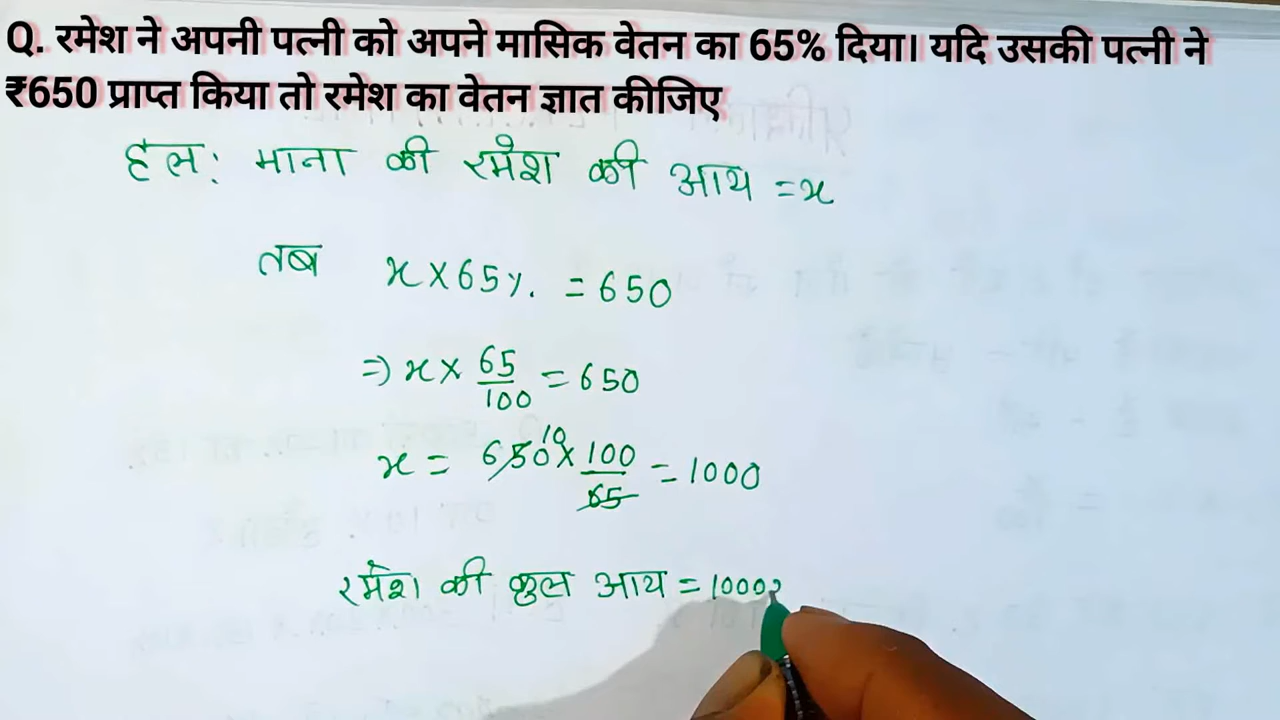 Q. रमेश ने अपनी पत्नी को अपने मासिक वेतन का 65% दिया। यदि उसकी पत्नी ने
₹650 प्राप्त किया तो रमेश का वेतन ज्ञात कीजिए
हल: माना की रमेश की आय =x
तब x×65%. =650
⇒ x× 65/100 =650
x = 650 10 × 100/65 =1000
रमेश की कुल आय =1000